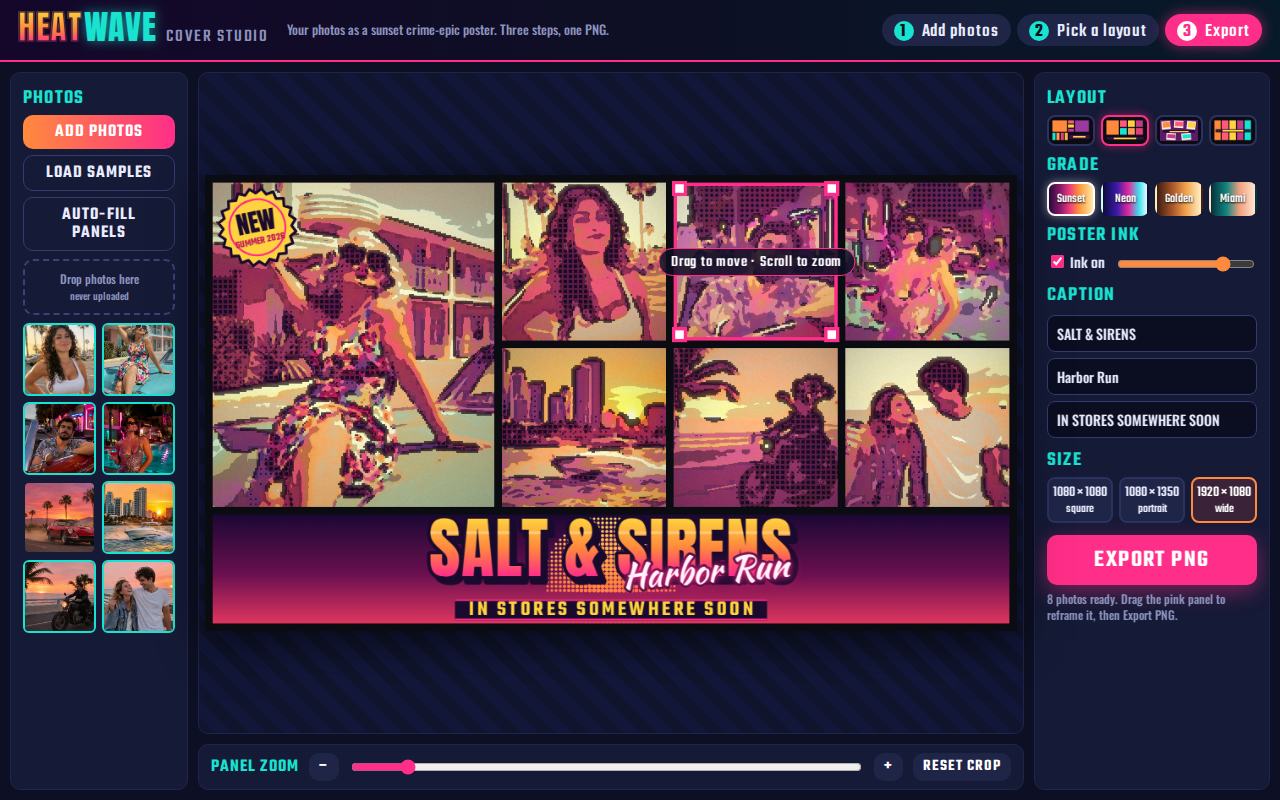 HEATWAVE COVER STUDIO
Your photos as a sunset crime-epic poster. Three steps, one PNG.
1 Add photos
2 Pick a layout
3 Export
PHOTOS
ADD PHOTOS
LOAD SAMPLES
AUTO-FILL
PANELS
Drop photos here
never uploaded
NEW
SUMMER 2026
Drag to move · Scroll to zoom
SALT & SIRENS
Harbor Run
IN STORES SOMEWHERE SOON
PANEL ZOOM
−
+
RESET CROP
LAYOUT
GRADE
Sunset
Neon
Golden
Miami
POSTER INK
Ink on
CAPTION
SALT & SIRENS
Harbor Run
IN STORES SOMEWHERE SOON
SIZE
1080 × 1080
square
1080 × 1350
portrait
1920 × 1080
wide
EXPORT PNG
8 photos ready. Drag the pink panel to
reframe it, then Export PNG.